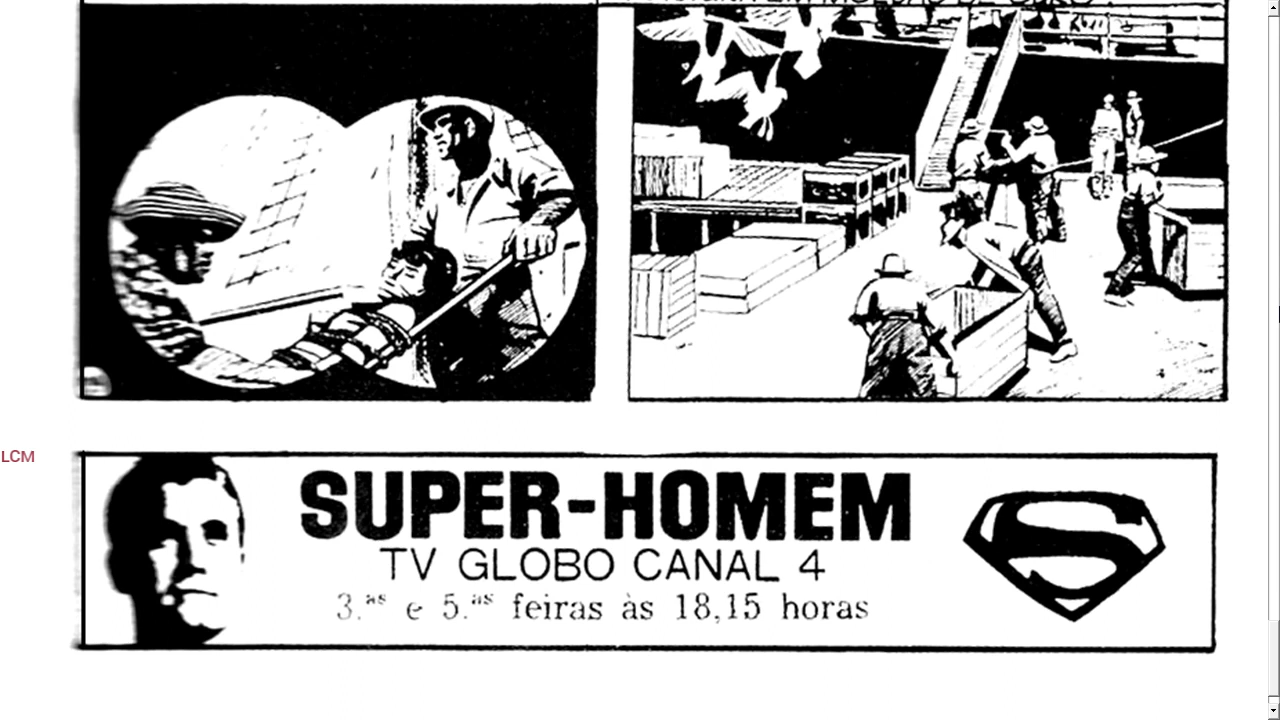 LCM
SUPER-HOMEM
TV GLOBO CANAL 4
3.as e 5.as feiras às 18,15 horas